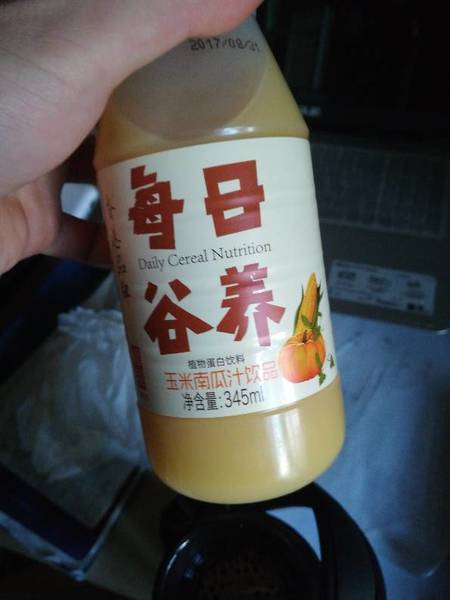 2017/08/31
每日
Daily Cereal Nutrition
谷养
植物蛋白饮料
玉米南瓜汁饮品
净含量:345ml